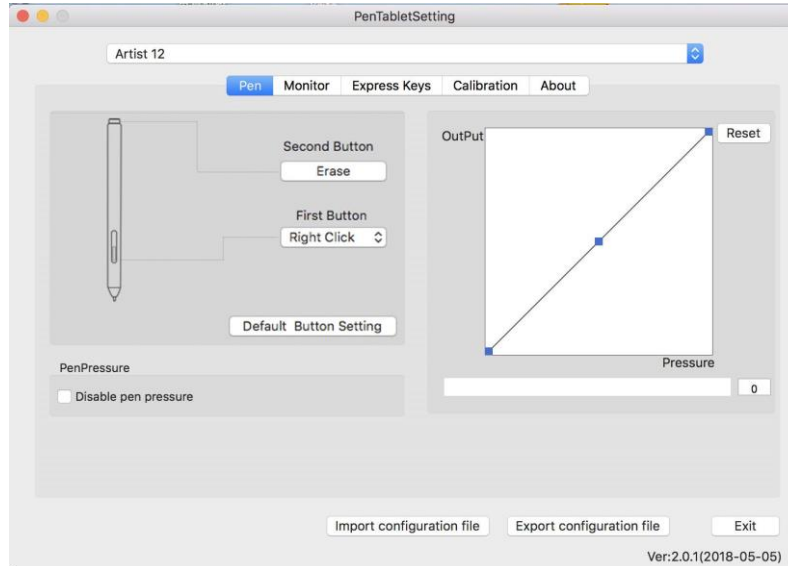 PenTabletSetting
Artist 12
Pen Monitor Express Keys Calibration About
Second Button
Erase
First Button
Right Click
Default Button Setting
PenPressure
Disable pen pressure
OutPut
Reset
Pressure
0
Import configuration file Export configuration file Exit
Ver:2.0.1(2018-05-05)